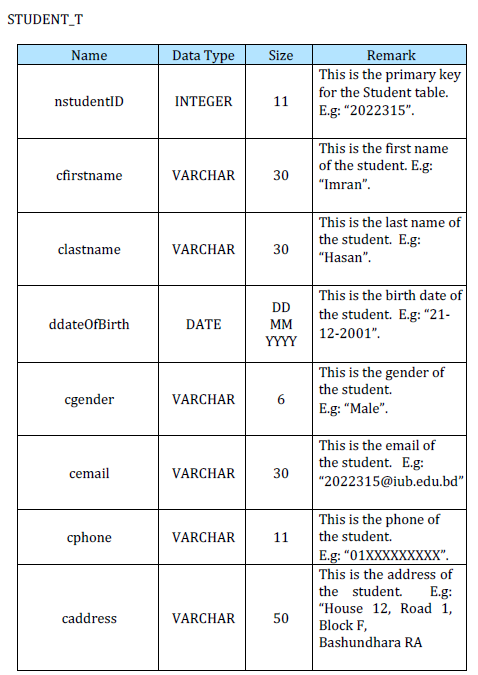 STUDENT_T
Name Data Type Size Remark
nstudentID INTEGER 11 This is the primary key
for the Student table.
E.g: “2022315”.
cfirstname VARCHAR 30 This is the first name
of the student. E.g:
“Imran”.
clastname VARCHAR 30 This is the last name of
the student. E.g:
“Hasan”.
ddateOfBirth DATE DD
MM
YYYY
This is the birth date of
the student. E.g: “21-
12-2001”.
cgender VARCHAR 6 This is the gender of
the student.
E.g: “Male”.
cemail VARCHAR 30 This is the email of
the student. E.g:
“2022315@iub.edu.bd”
cphone VARCHAR 11 This is the phone of
the student.
E.g: “01XXXXXXXXX”.
caddress VARCHAR 50 This is the address of
the student. E.g:
“House 12, Road 1,
Block F,
Bashundhara RA